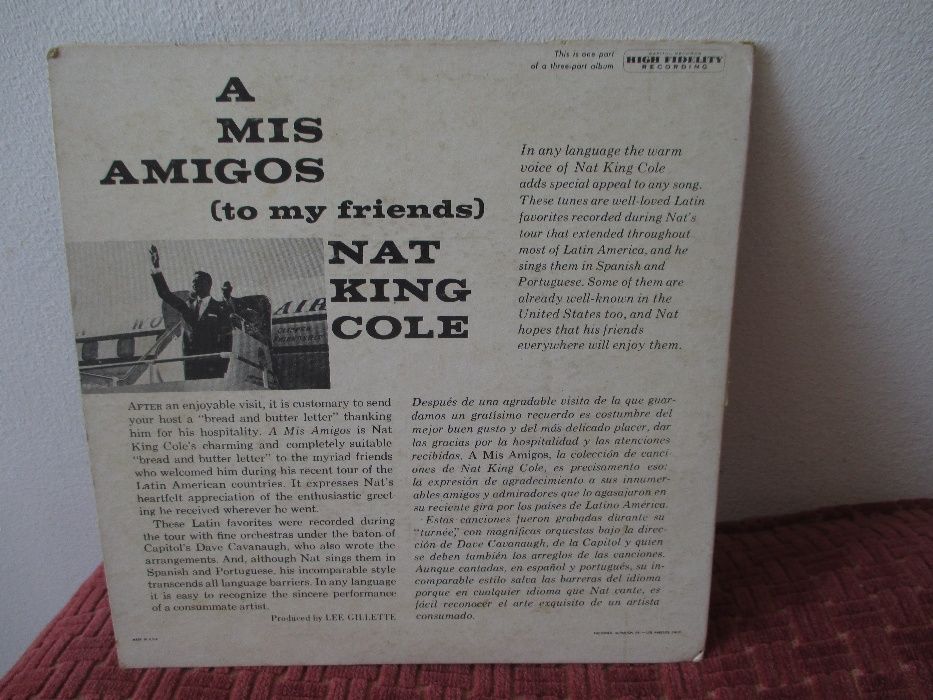 This is one part
of a three-part album
CAPITOL RECORDS
HIGH FIDELITY
RECORDING
A
MIS
AMIGOS
(to my friends)
NAT
KING
COLE
AIR
CLIPPER
FRIENDSHIP
In any language the warm
voice of Nat King Cole
adds special appeal to any song.
These tunes are well-loved Latin
favorites recorded during Nat's
tour that extended throughout
most of Latin America, and he
sings them in Spanish and
Portuguese. Some of them are
already well-known in the
United States too, and Nat
hopes that his friends
everywhere will enjoy them.
AFTER an enjoyable visit, it is customary to send
your host a "bread and butter letter" thanking
him for his hospitality. A Mis Amigos is Nat
King Cole's charming and completely suitable
"bread and butter letter" to the myriad friends
who welcomed him during his recent tour of the
Latin American countries. It expresses Nat's
heartfelt appreciation of the enthusiastic greet-
ing he received wherever he went.
These Latin favorites were recorded during
the tour with fine orchestras under the baton of
Capitol's Dave Cavanaugh, who also wrote the
arrangements. And, although Nat sings them in
Spanish and Portuguese, his incomparable style
transcends all language barriers. In any language
it is easy to recognize the sincere performance
of a consummate artist.
Produced by LEE GILLETTE
Después de una agradable visita de la que guar-
damos un gratísimo recuerdo es costumbre del
mejor buen gusto y del más delicado placer, dar
las gracias por la hospitalidad y las atenciones
recibidas. A Mis Amigos, la colección de canci-
ones de Nat King Cole, es precisamente eso:
la expresión de agradecimiento a sus innumer-
ables amigos y admiradores que lo agasajaron en
su reciente gira por los países de Latino América.
Estas canciones fueron grabadas durante su
"turnée," con magníficas orquestas bajo la direc-
ción de Dave Cavanaugh, de la Capitol y quien
se deben también los arreglos de las canciones.
Aunque cantadas, en español y portugués, su in-
comparable estilo salva las barreras del idioma
porque en cualquier idioma que Nat cante, es
fácil reconocer el arte exquisito de un artista
consumado.
MADE IN U.S.A.